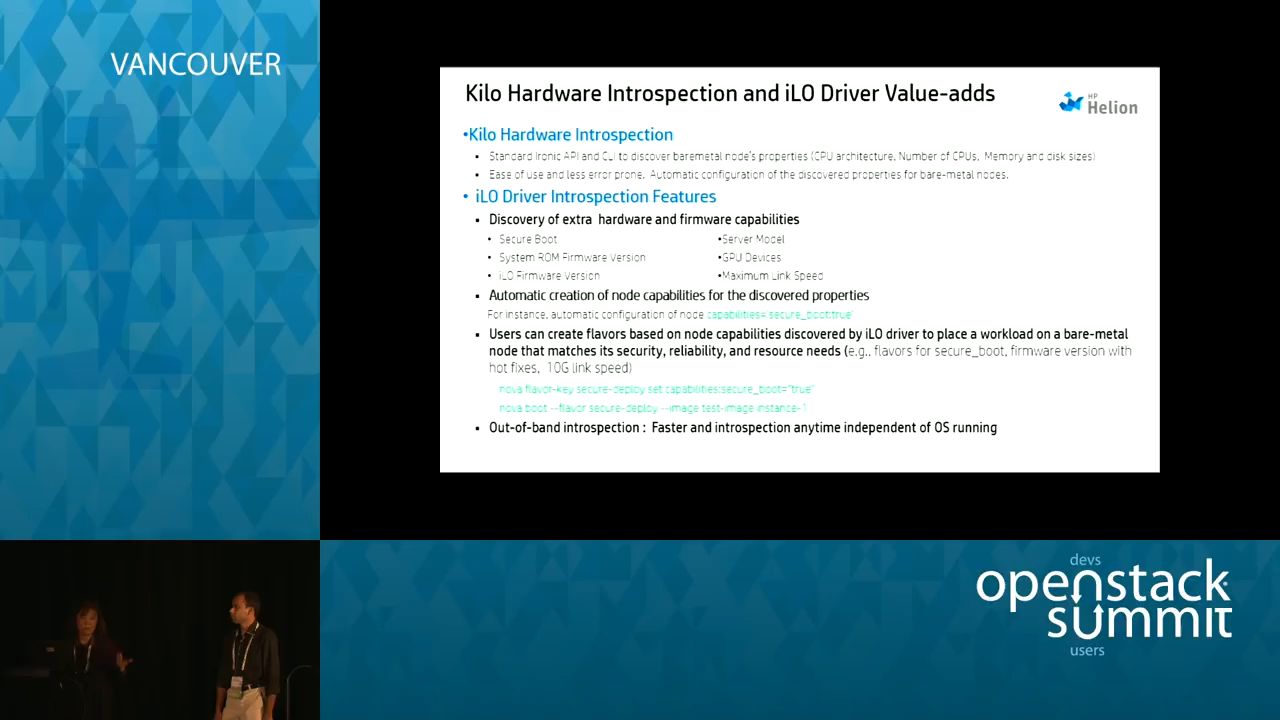 VANCOUVER
Kilo Hardware Introspection and iLO Driver Value-adds
HP
Helion
•Kilo Hardware Introspection
▪ Standard Ironic API and CLI to discover baremetal node's properties (CPU architecture, Number of CPUs, Memory and disk sizes)
▪ Ease of use and less error prone. Automatic configuration of the discovered properties for bare-metal nodes.
• iLO Driver Introspection Features
▪ Discovery of extra hardware and firmware capabilities
• Secure Boot
•Server Model
• System ROM Firmware Version
•GPU Devices
• iLO Firmware Version
•Maximum Link Speed
▪ Automatic creation of node capabilities for the discovered properties
For instance, automatic configuration of node capabilities='secure_boot:true'
▪ Users can create flavors based on node capabilities discovered by iLO driver to place a workload on a bare-metal
node that matches its security, reliability, and resource needs (e.g., flavors for secure_boot, firmware version with
hot fixes, 10G link speed)
nova flavor-key secure-deploy set capabilities:secure_boot="true"
nova boot --flavor secure-deploy --image test-image instance-1
▪ Out-of-band introspection : Faster and introspection anytime independent of OS running
devs
openstack
summit
users